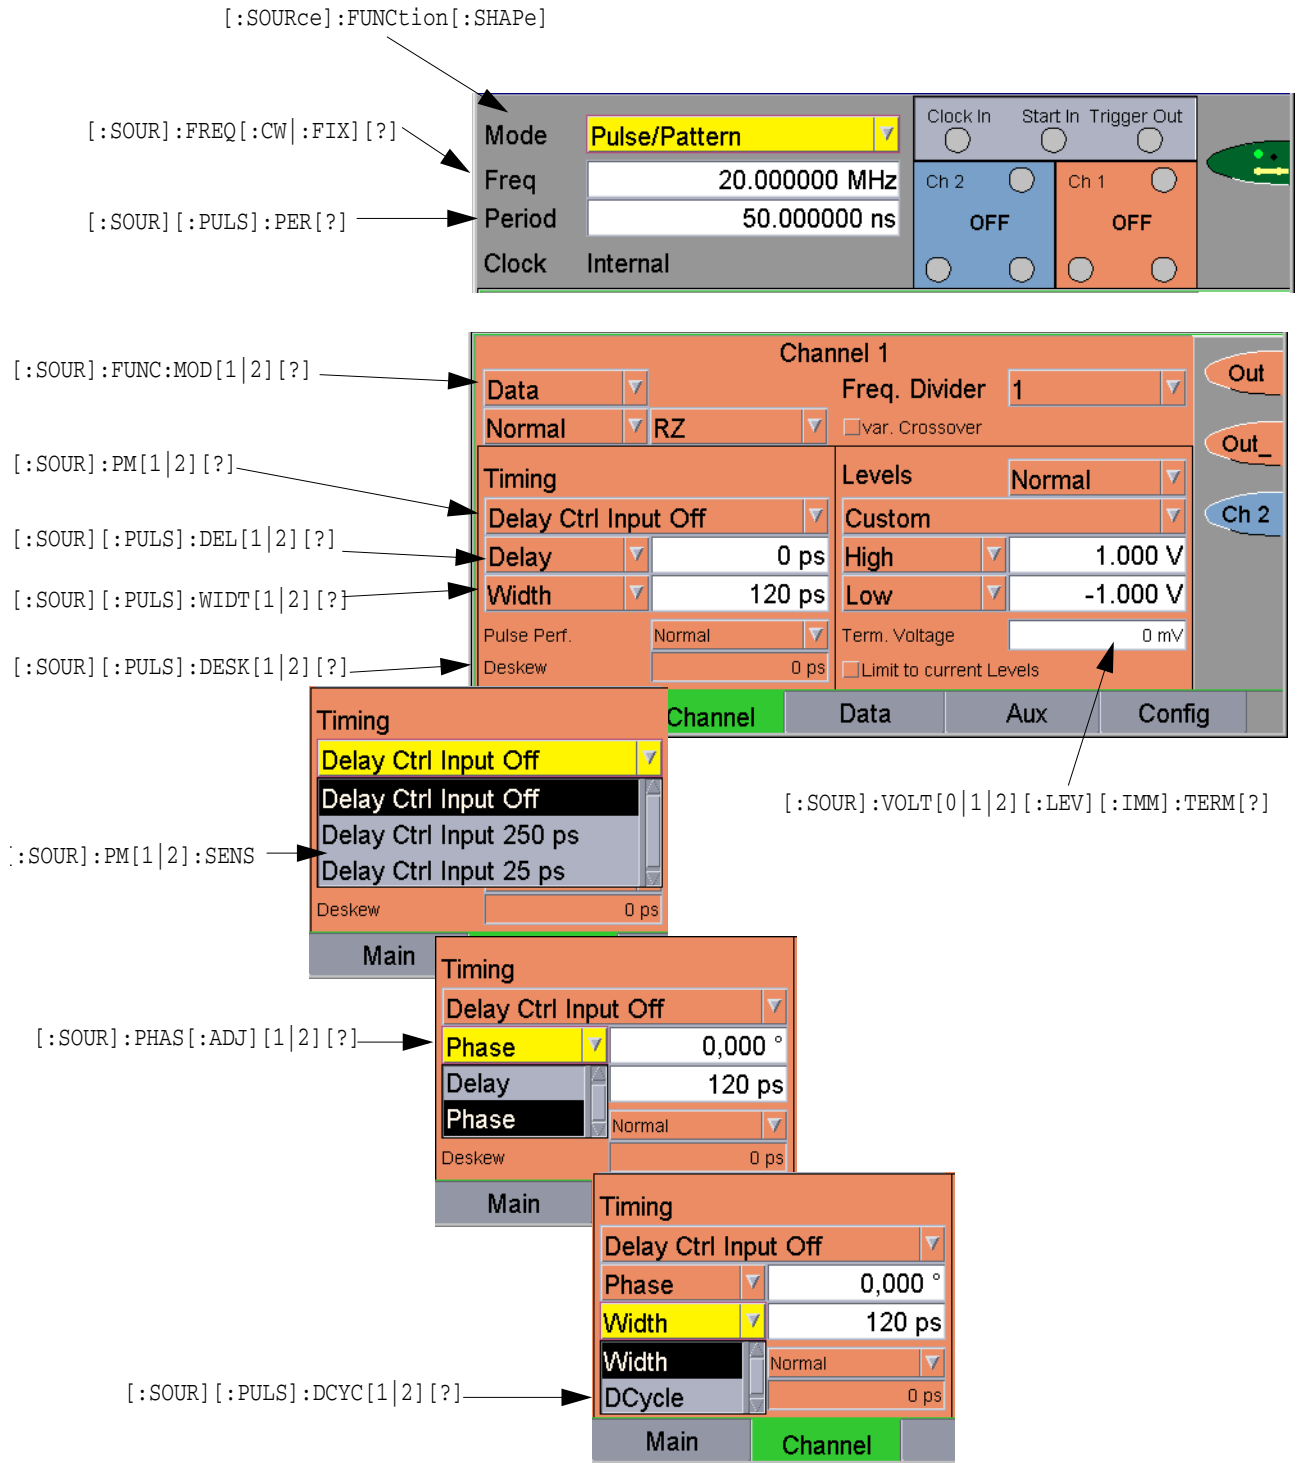 [:SOURce]:FUNCtion[:SHAPe]
[:SOUR]:FREQ[:CW|:FIX][?]
[:SOUR][:PULS]:PER[?]
Mode Pulse/Pattern
Freq 20.000000 MHz
Period 50.000000 ns
Clock Internal
Clock In Start In Trigger Out
Ch 2 Ch 1
OFF OFF
[:SOUR]:FUNC:MOD[1|2][?]
[:SOUR]:PM[1|2][?]
[:SOUR][:PULS]:DEL[1|2][?]
[:SOUR][:PULS]:WIDT[1|2][?]
[:SOUR][:PULS]:DESK[1|2][?]
Channel 1
Data Freq. Divider 1
Normal RZ var. Crossover
Timing Levels Normal
Delay Ctrl Input Off Custom
Delay 0 ps High 1.000 V
Width 120 ps Low -1.000 V
Pulse Perf. Normal Term. Voltage 0 mV
Deskew 0 ps Limit to current Levels
Out
Out_
Ch 2
Channel Data Aux Config
[:SOUR]:VOLT[0|1|2][:LEV][:IMM]:TERM[?]
Timing
Delay Ctrl Input Off
Delay Ctrl Input Off
Delay Ctrl Input 250 ps
Delay Ctrl Input 25 ps
Deskew 0 ps
Main
[:SOUR]:PM[1|2]:SENS
Timing
Delay Ctrl Input Off
Phase 0,000 °
Delay 120 ps
Phase Normal
Deskew 0 ps
Main
[:SOUR]:PHAS[:ADJ][1|2][?]
Timing
Delay Ctrl Input Off
Phase 0,000 °
Width 120 ps
Width Normal
DCycle 0 ps
Main Channel
[:SOUR][:PULS]:DCYC[1|2][?]